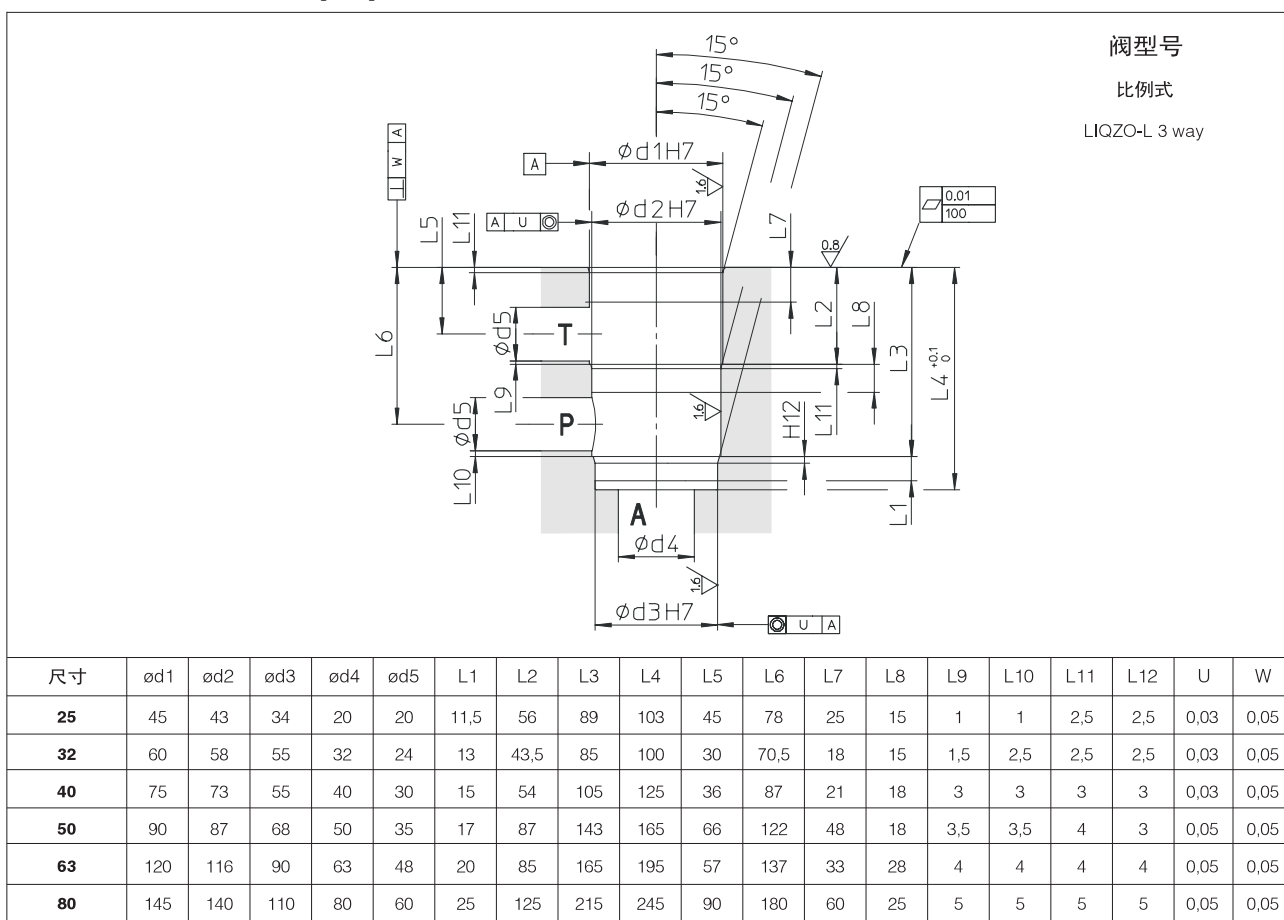 阀型号
比例式
LIQZO-L 3 way
15°
15°
15°
⊥ W A
A
ød1H7
1.6
A U ◎
ød2H7
L5
L11
L7
0.8
▱ 0.01
100
L6
ød5
T
L2
L8
L3
L4 +0.1
0
L9
ød5
P
1.6
H12
L11
L10
A
L1
ød4
1.6
ød3H7
◎ U A
尺寸 ød1 ød2 ød3 ød4 ød5 L1 L2 L3 L4 L5 L6 L7 L8 L9 L10 L11 L12 U W
25 45 43 34 20 20 11,5 56 89 103 45 78 25 15 1 1 2,5 2,5 0,03 0,05
32 60 58 55 32 24 13 43,5 85 100 30 70,5 18 15 1,5 2,5 2,5 2,5 0,03 0,05
40 75 73 55 40 30 15 54 105 125 36 87 21 18 3 3 3 3 0,03 0,05
50 90 87 68 50 35 17 87 143 165 66 122 48 18 3,5 3,5 4 3 0,05 0,05
63 120 116 90 63 48 20 85 165 195 57 137 33 28 4 4 4 4 0,05 0,05
80 145 140 110 80 60 25 125 215 245 90 180 60 25 5 5 5 5 0,05 0,05